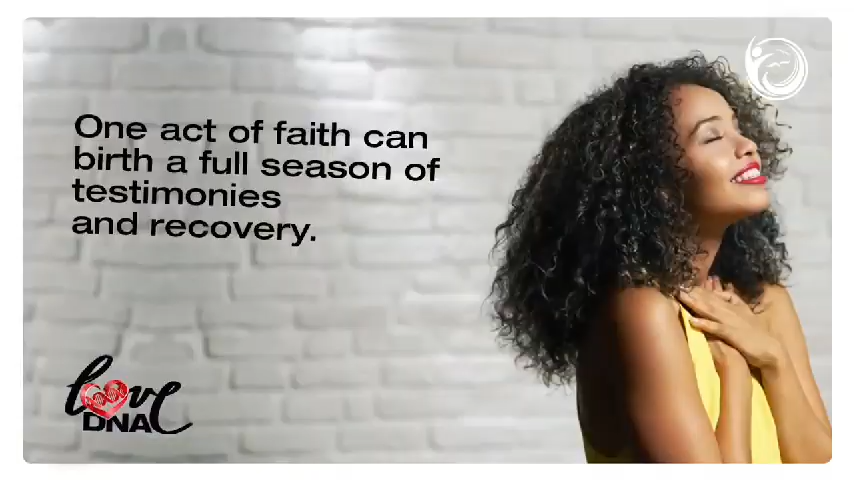 One act of faith can
birth a full season of
testimonies
and recovery.
love
DNA